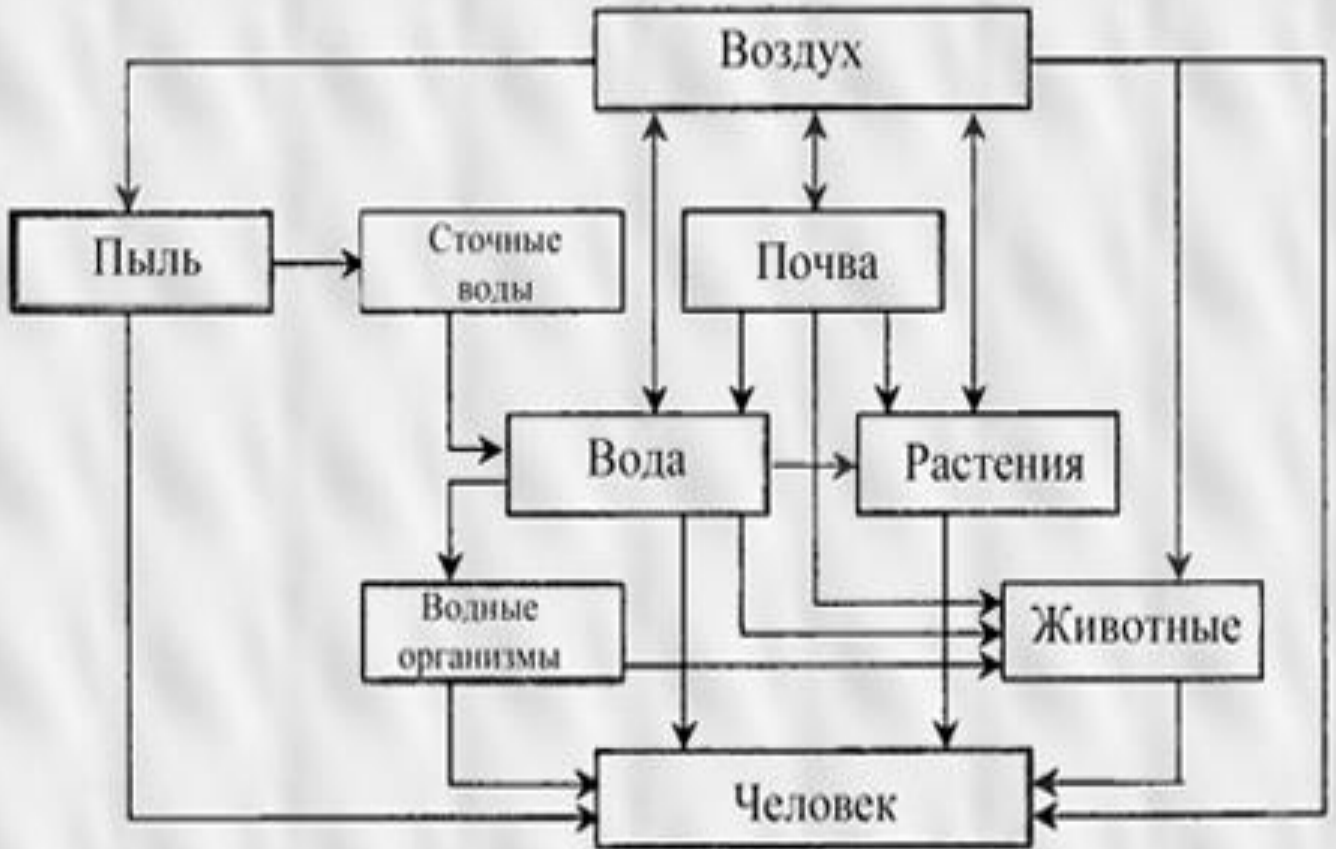 Воздух
Пыль
Сточные
воды
Почва
Вода
Растения
Водные
организмы
Животные
Человек